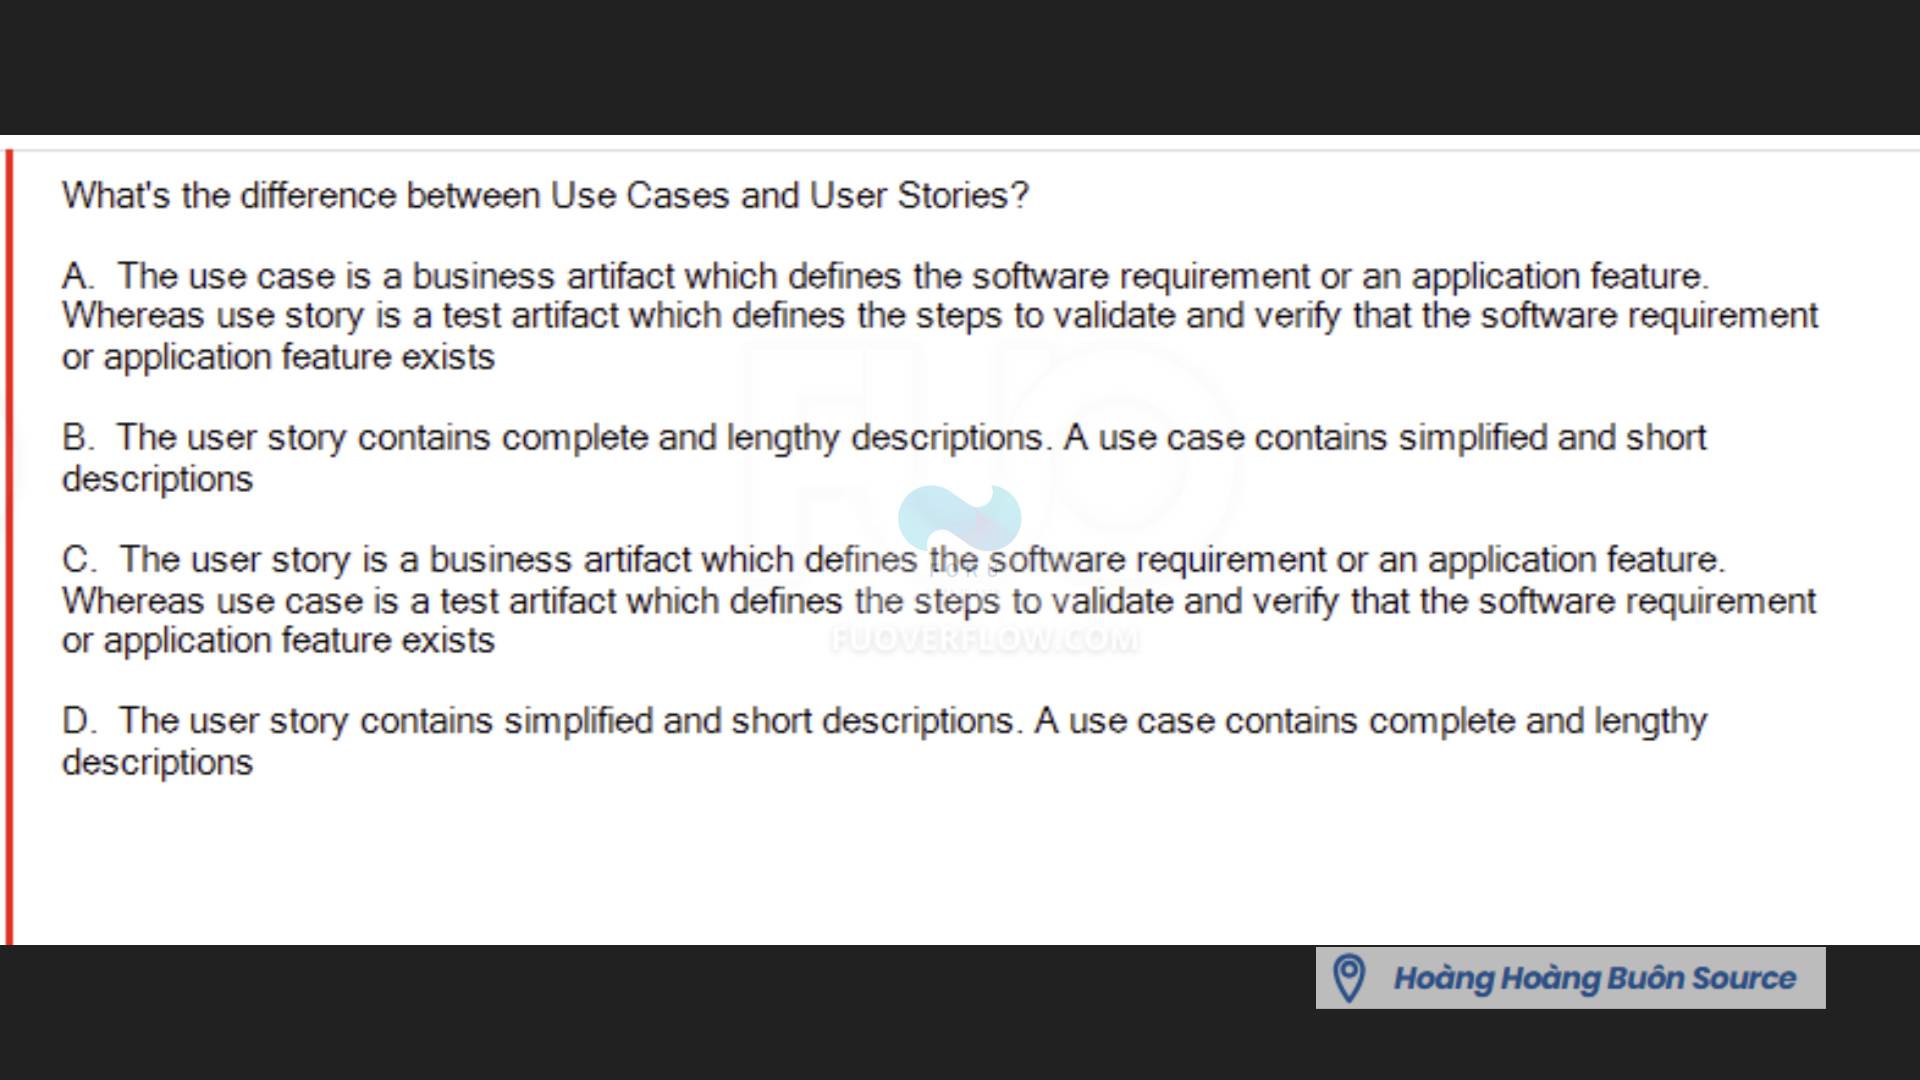 What's the difference between Use Cases and User Stories?
A. The use case is a business artifact which defines the software requirement or an application feature.
Whereas use story is a test artifact which defines the steps to validate and verify that the software requirement
or application feature exists
B. The user story contains complete and lengthy descriptions. A use case contains simplified and short
descriptions
C. The user story is a business artifact which defines the software requirement or an application feature.
Whereas use case is a test artifact which defines the steps to validate and verify that the software requirement
or application feature exists
FUOVERFLOW.COM
D. The user story contains simplified and short descriptions. A use case contains complete and lengthy
descriptions
Hoàng Hoàng Buôn Source